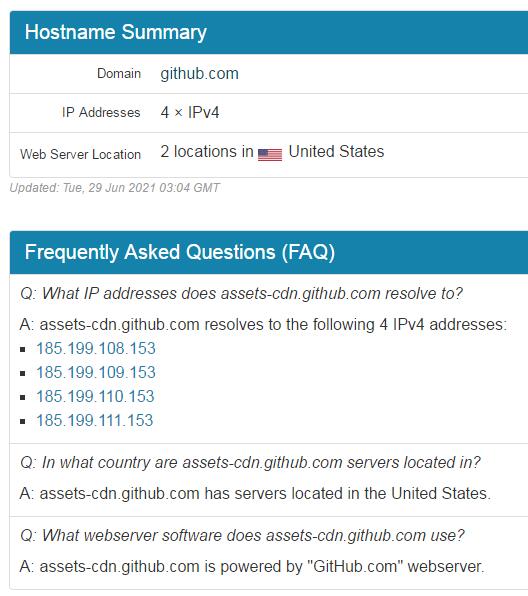 Hostname Summary
Domain github.com
IP Addresses 4 × IPv4
Web Server Location 2 locations in United States
Updated: Tue, 29 Jun 2021 03:04 GMT
Frequently Asked Questions (FAQ)
Q: What IP addresses does assets-cdn.github.com resolve to?
A: assets-cdn.github.com resolves to the following 4 IPv4 addresses:
▪ 185.199.108.153
▪ 185.199.109.153
▪ 185.199.110.153
▪ 185.199.111.153
Q: In what country are assets-cdn.github.com servers located in?
A: assets-cdn.github.com has servers located in the United States.
Q: What webserver software does assets-cdn.github.com use?
A: assets-cdn.github.com is powered by "GitHub.com" webserver.